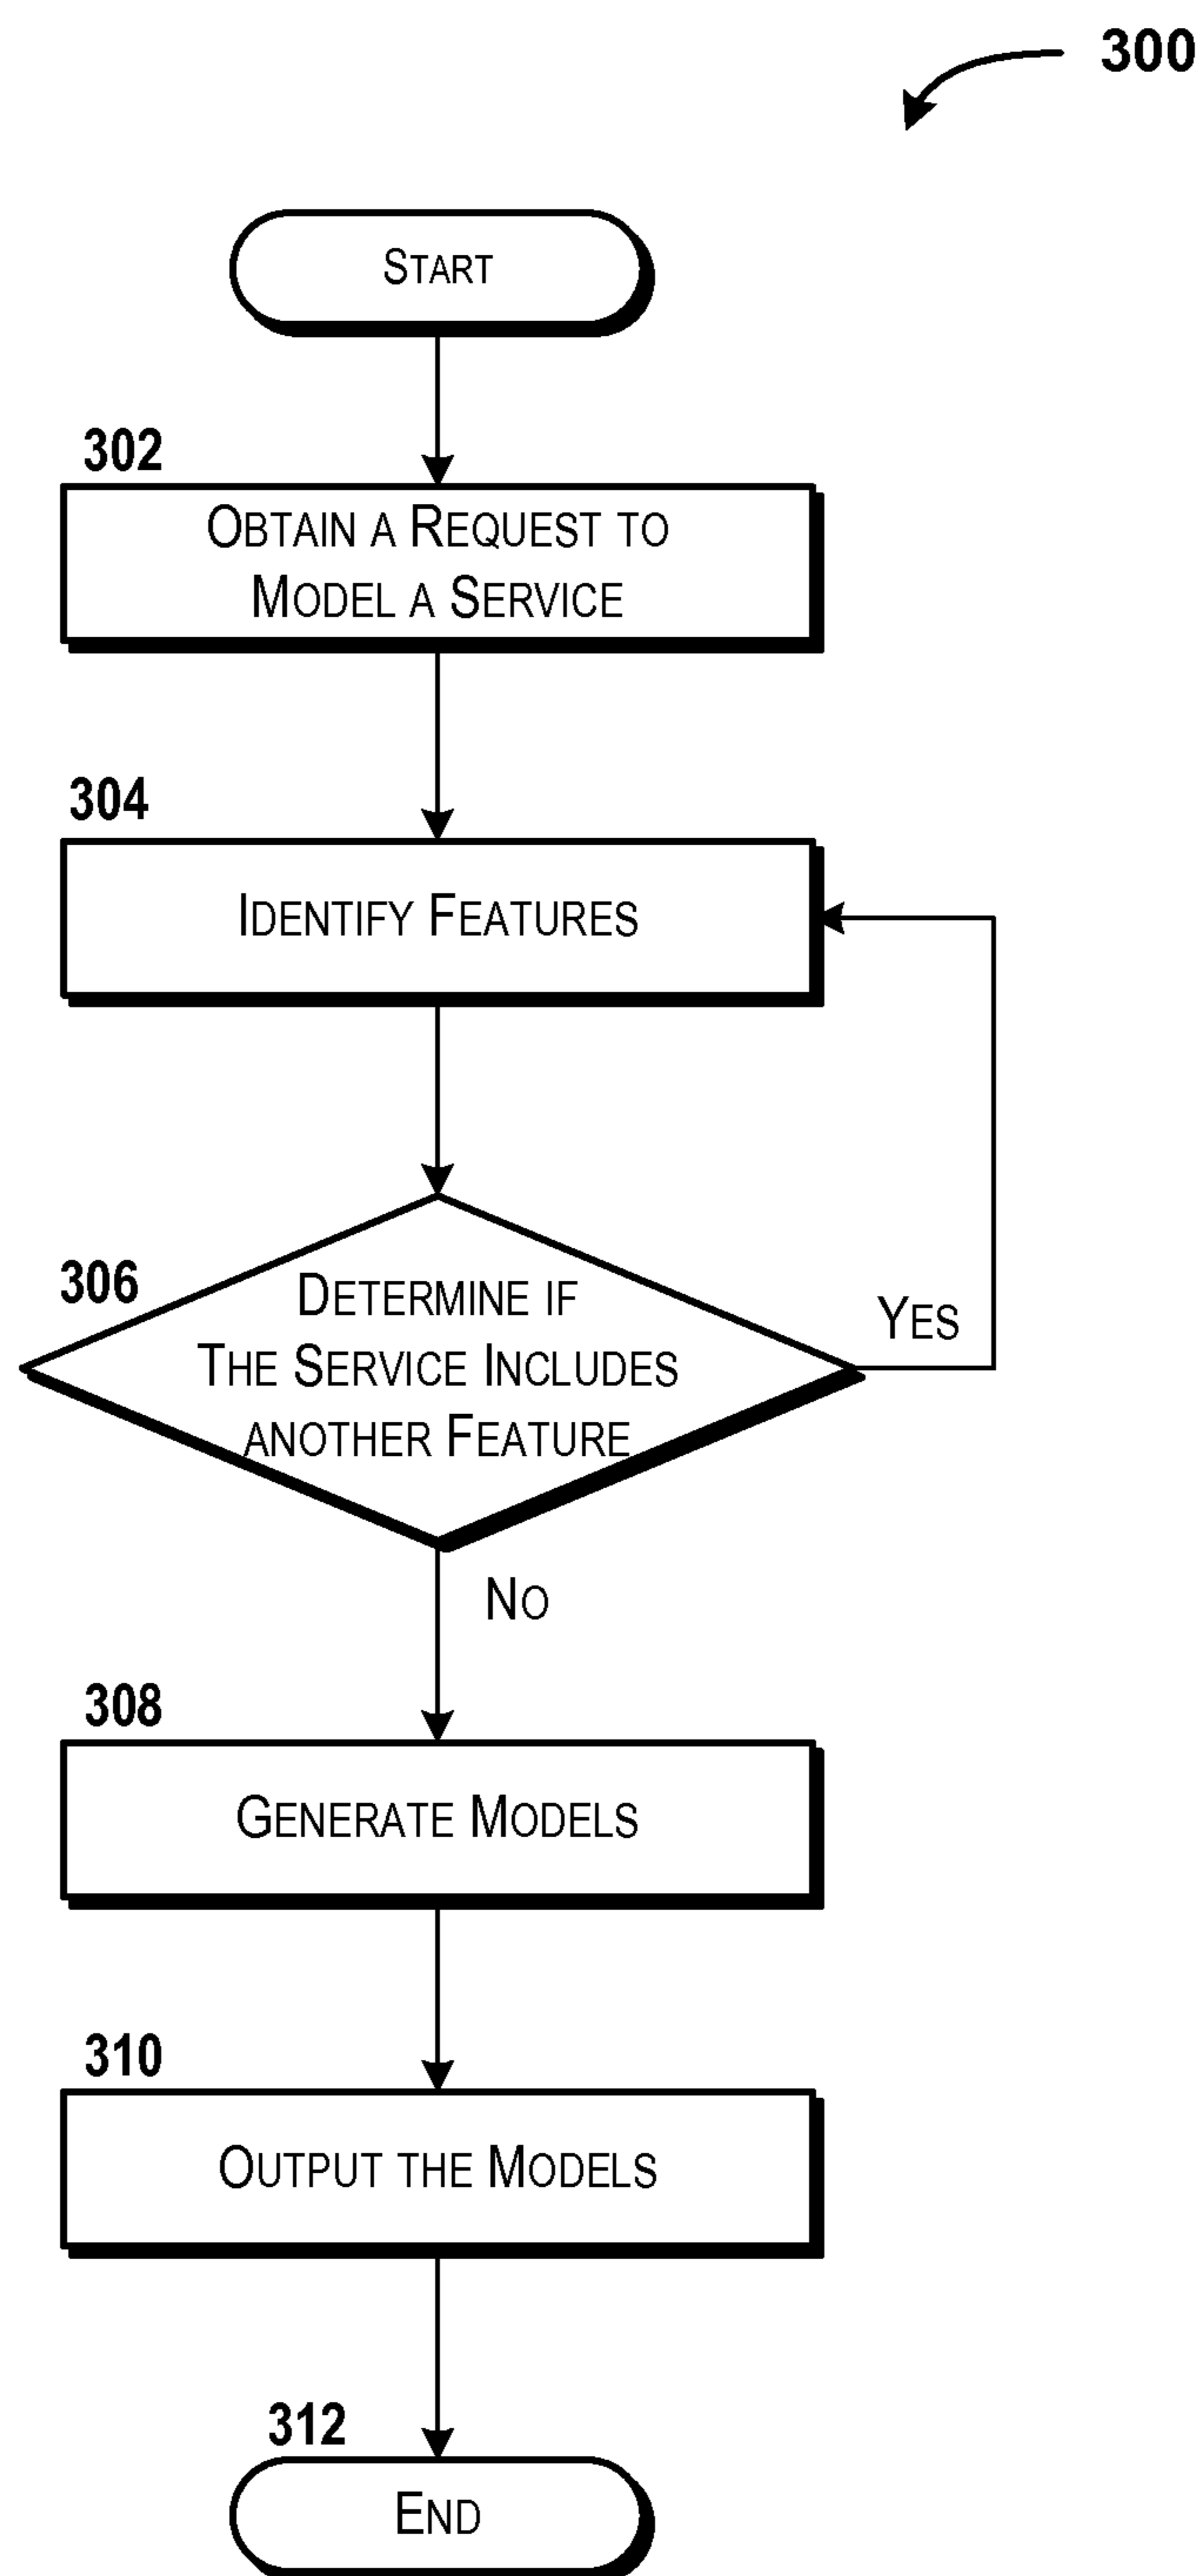 300
START
302
OBTAIN A REQUEST TO
MODEL A SERVICE
304
IDENTIFY FEATURES
306
DETERMINE IF
THE SERVICE INCLUDES
ANOTHER FEATURE
YES
NO
308
GENERATE MODELS
310
OUTPUT THE MODELS
312
END